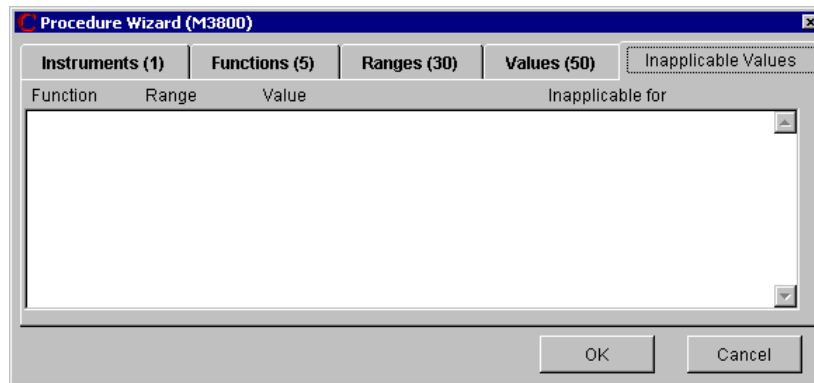 Procedure Wizard (M3800)
Instruments (1) Functions (5) Ranges (30) Values (50) Inapplicable Values
Function Range Value Inapplicable for
OK Cancel